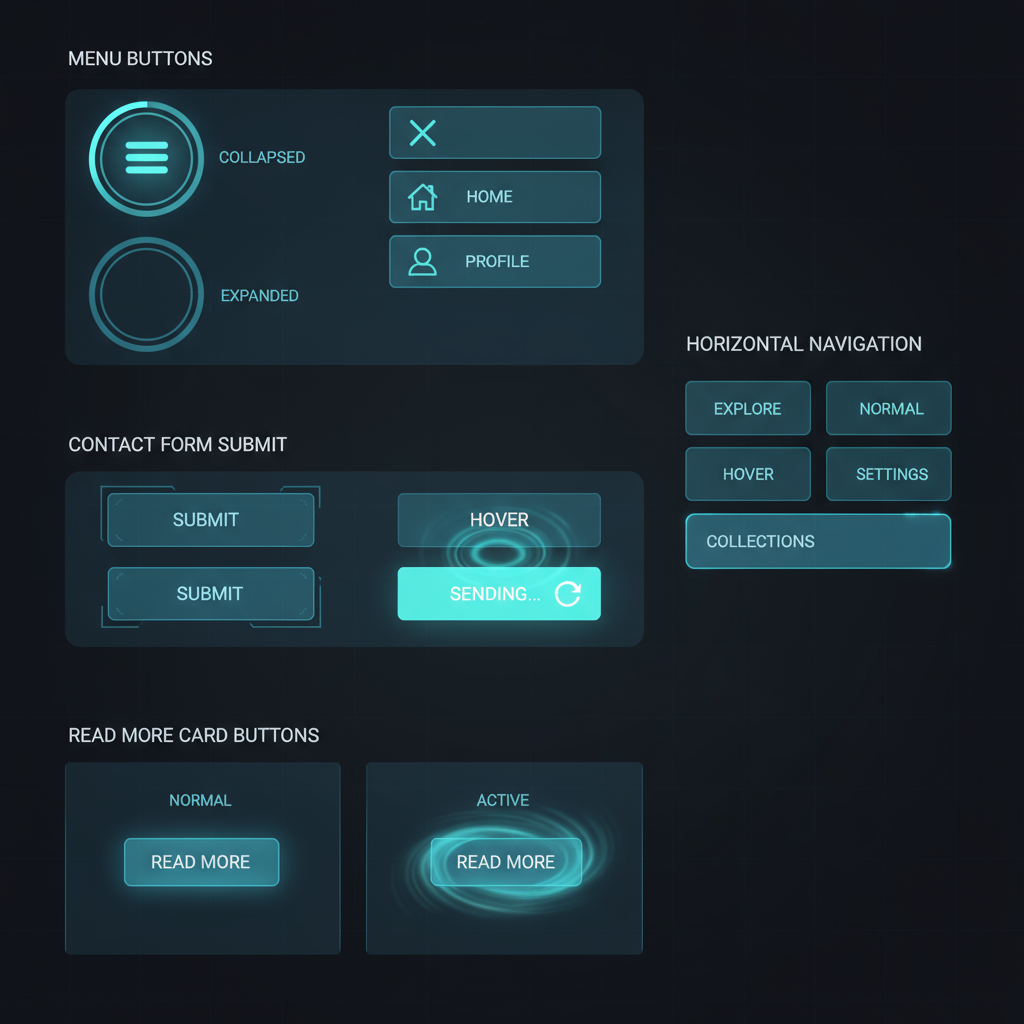 MENU BUTTONS
COLLAPSED
HOME
PROFILE
EXPANDED
HORIZONTAL NAVIGATION
EXPLORE
NORMAL
HOVER
SETTINGS
COLLECTIONS
CONTACT FORM SUBMIT
SUBMIT
HOVER
SUBMIT
SENDING...
READ MORE CARD BUTTONS
NORMAL
READ MORE
ACTIVE
READ MORE